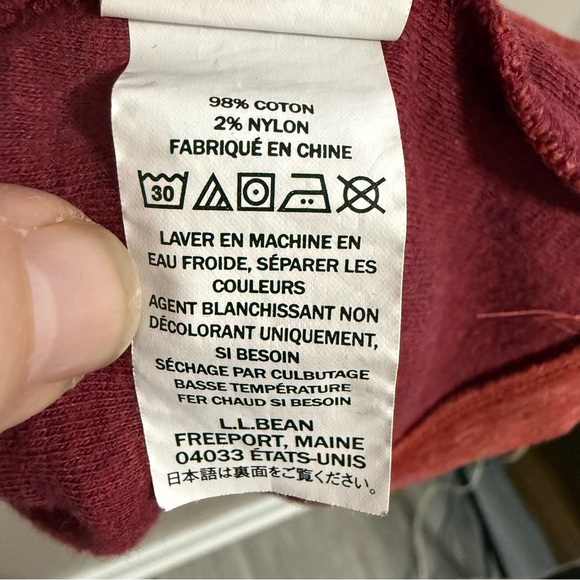 98% COTON
2% NYLON
FABRIQUÉ EN CHINE
30
LAVER EN MACHINE EN
EAU FROIDE, SÉPARER LES
COULEURS
AGENT BLANCHISSANT NON
DÉCOLORANT UNIQUEMENT,
SI BESOIN
SÉCHAGE PAR CULBUTAGE
BASSE TEMPÉRATURE
FER CHAUD SI BESOIN
L.L.BEAN
FREEPORT, MAINE
04033 ÉTATS-UNIS
日本語は裏面をご覧ください。